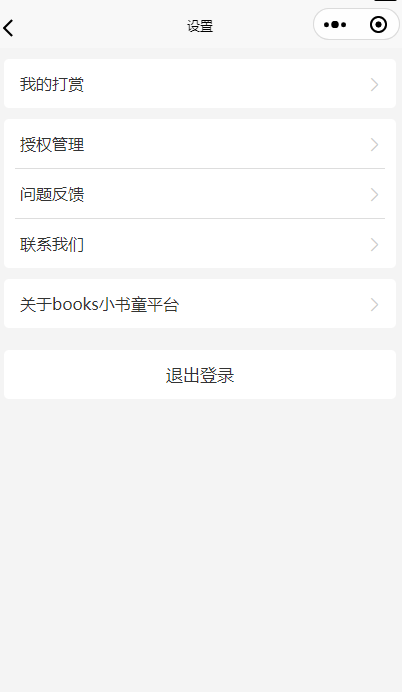 设置
我的打赏
授权管理
问题反馈
联系我们
关于books小书童平台
退出登录